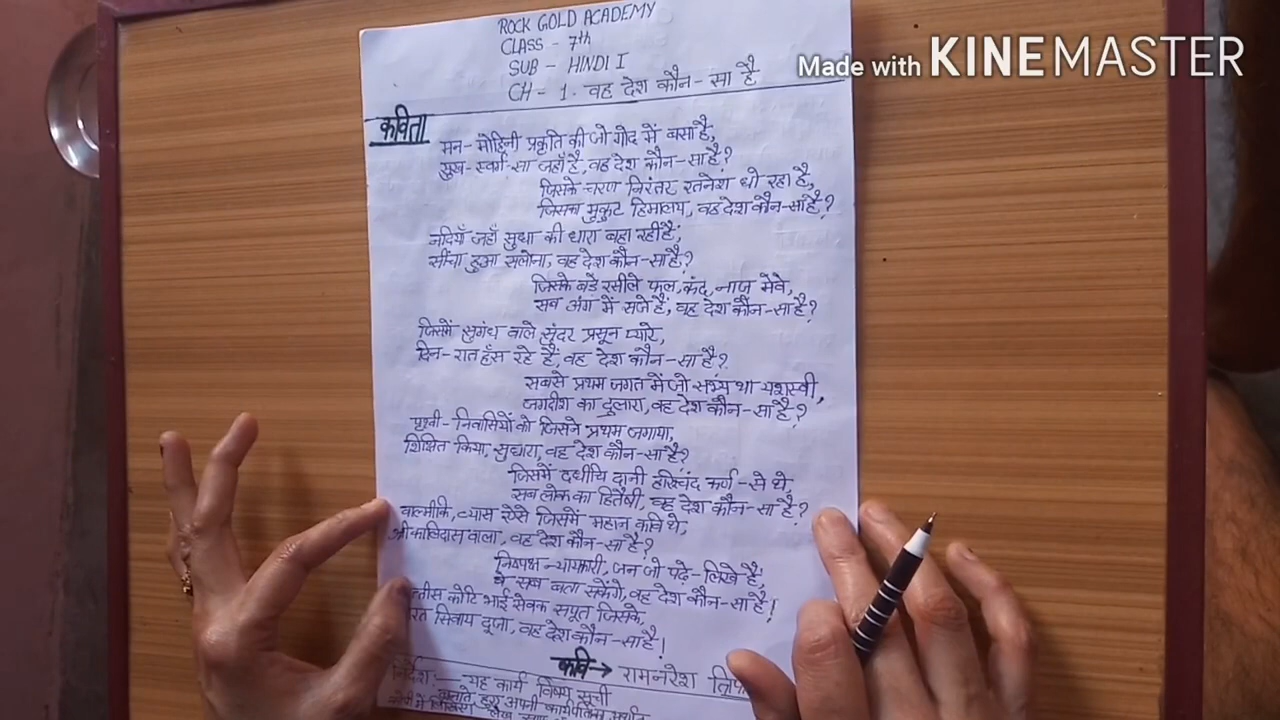 ROCK GOLD ACADEMY
CLASS - 7th
SUB - HINDI I
CH - 1. वह देश कौन-सा है
Made with KINEMASTER
कविता
मन-मोहिनी प्रकृति की जो गोद में बसा है,
सुख-स्वर्ग-सा जहाँ है, वह देश कौन-सा है?
जिसके चरण निरंतर रतनेश धो रहा है,
जिसका मुकुट हिमालय, वह देश कौन-सा है?
नदियाँ जहाँ सुधा की धारा बहा रही हैं,
सींचा हुआ सलोना, वह देश कौन-सा है?
जिसके बड़े रसीले फल, कंद, नाज, मेवे,
सब अंग में सजे हैं, वह देश कौन-सा है?
जिसमें सुगंध वाले सुंदर प्रसून प्यारे,
दिन-रात हँस रहे हैं, वह देश कौन-सा है?
सबसे प्रथम जगत में जो सभ्य था यशस्वी,
जगदीश का दुलारा, वह देश कौन-सा है?
पृथ्वी-निवासियों को जिसने प्रथम जगाया,
शिक्षित किया, सुधारा, वह देश कौन-सा है?
जिसमें दधीचि दानी हरिश्चंद कर्ण-से थे,
सब लोक का हितैषी, वह देश कौन-सा है?
वाल्मीकि, व्यास ऐसे जिसमें महान कवि थे,
श्रीकालिदास वाला, वह देश कौन-सा है?
निष्पक्ष न्यायकारी, जन जो पढ़े-लिखे हैं,
वे सब बता सकेंगे, वह देश कौन-सा है!
कोटि भाई सेवक सपूत जिसके,
सिवाय दूजा, वह देश कौन-सा है!
कवि → रामनरेश
निर्देश:- यह कार्य विषय सूची
हुए अपनी